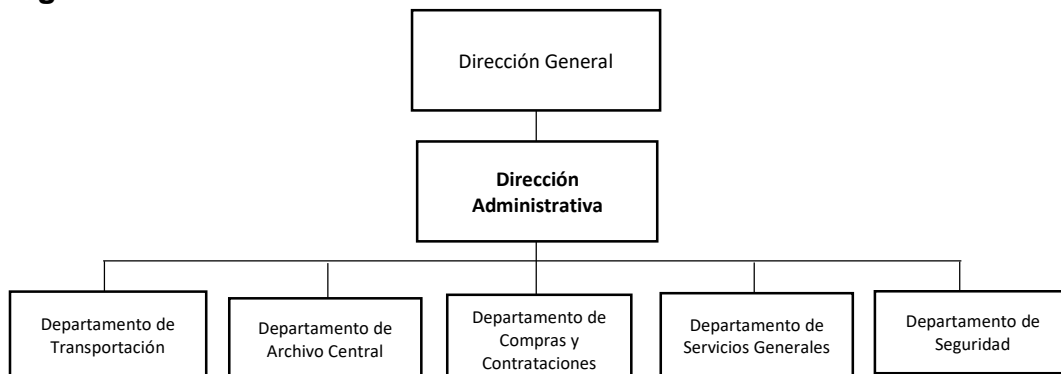 Dirección General
Dirección
Administrativa
Departamento de
Transportación
Departamento de
Archivo Central
Departamento de
Compras y
Contrataciones
Departamento de
Servicios Generales
Departamento de
Seguridad